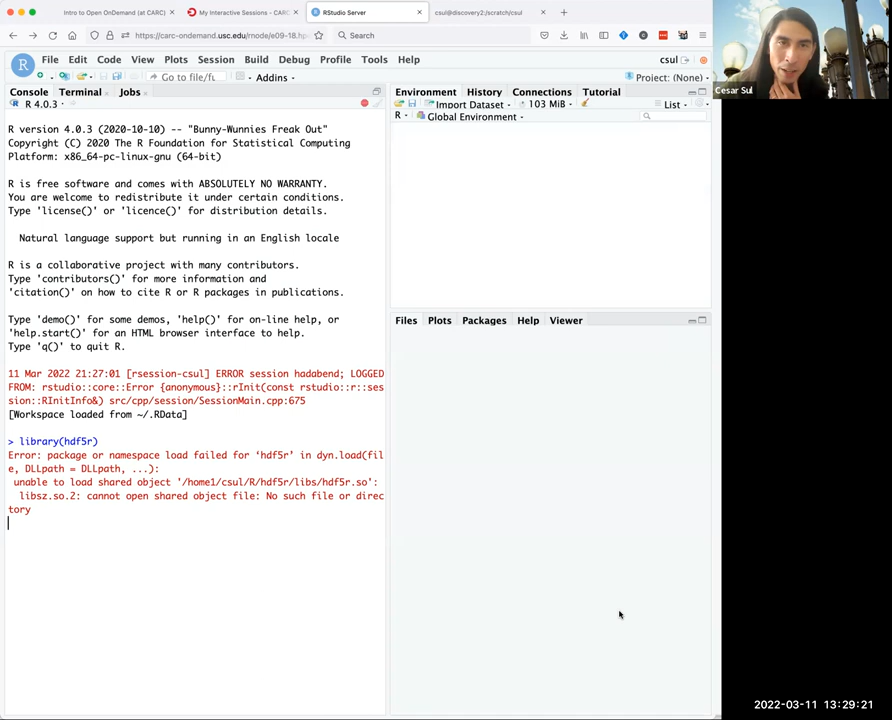 Intro to Open OnDemand (at CARC)
My Interactive Sessions - CARC
RStudio Server
csul@discovery2:/scratch/csul
https://carc-ondemand.usc.edu/rnode/e09-18.hp
Search
File Edit Code View Plots Session Build Debug Profile Tools Help
csul
Go to file/fu
Addins
Project: (None)
Console Terminal Jobs
R 4.0.3
R version 4.0.3 (2020-10-10) -- "Bunny-Wunnies Freak Out"
Copyright (C) 2020 The R Foundation for Statistical Computing
Platform: x86_64-pc-linux-gnu (64-bit)
R is free software and comes with ABSOLUTELY NO WARRANTY.
You are welcome to redistribute it under certain conditions.
Type 'license()' or 'licence()' for distribution details.
Natural language support but running in an English locale
R is a collaborative project with many contributors.
Type 'contributors()' for more information and
'citation()' on how to cite R or R packages in publications.
Type 'demo()' for some demos, 'help()' for on-line help, or
'help.start()' for an HTML browser interface to help.
Type 'q()' to quit R.
11 Mar 2022 21:27:01 [rsession-csul] ERROR session hadabend; LOGGED
FROM: rstudio::core::Error {anonymous}::rInit(const rstudio::r::ses
sion::RInitInfo&) src/cpp/session/SessionMain.cpp:675
[Workspace loaded from ~/.RData]
> library(hdf5r)
Error: package or namespace load failed for ‘hdf5r’ in dyn.load(fil
e, DLLpath = DLLpath, ...):
unable to load shared object '/home1/csul/R/hdf5r/libs/hdf5r.so':
libsz.so.2: cannot open shared object file: No such file or direc
tory
Environment History Connections Tutorial
Import Dataset
103 MiB
List
R
Global Environment
Files Plots Packages Help Viewer
Cesar Sul
2022-03-11 13:29:21